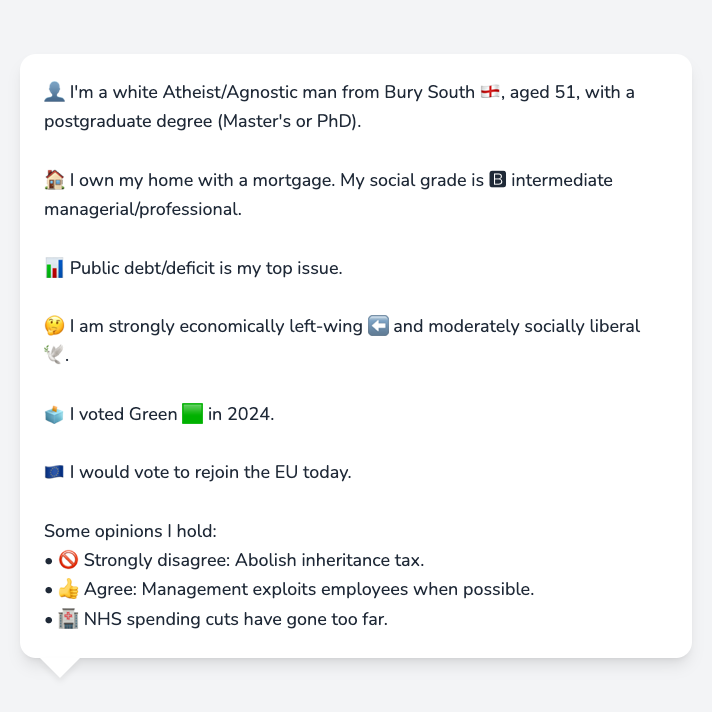 👤 I'm a white Atheist/Agnostic man from Bury South 🏴󠁧󠁢󠁥󠁮󠁧󠁿, aged 51, with a
postgraduate degree (Master's or PhD).
🏠 I own my home with a mortgage. My social grade is 🅱 intermediate
managerial/professional.
📊 Public debt/deficit is my top issue.
🤔 I am strongly economically left-wing ⬅️ and moderately socially liberal
🕊️.
🗳️ I voted Green 🟩 in 2024.
🇪🇺 I would vote to rejoin the EU today.
Some opinions I hold:
• 🚫 Strongly disagree: Abolish inheritance tax.
• 👍 Agree: Management exploits employees when possible.
• 🏥 NHS spending cuts have gone too far.